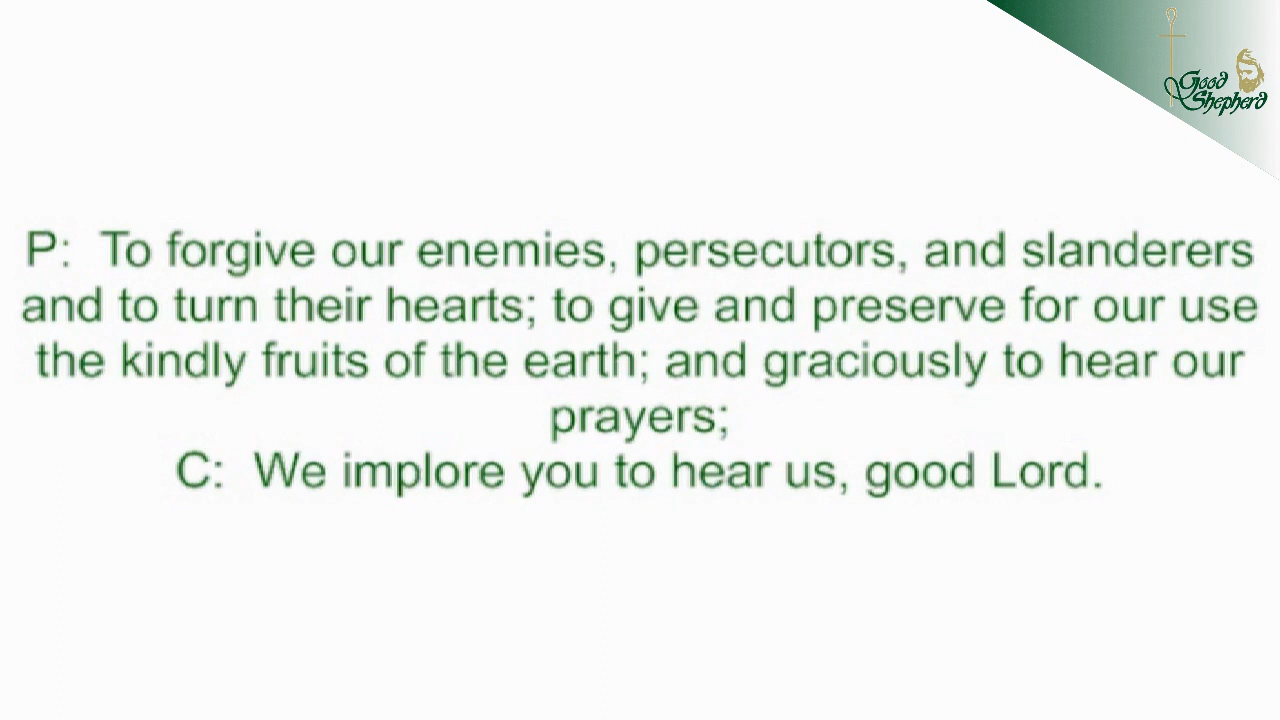 Good
Shepherd
P: To forgive our enemies, persecutors, and slanderers
and to turn their hearts; to give and preserve for our use
the kindly fruits of the earth; and graciously to hear our
prayers;
C: We implore you to hear us, good Lord.